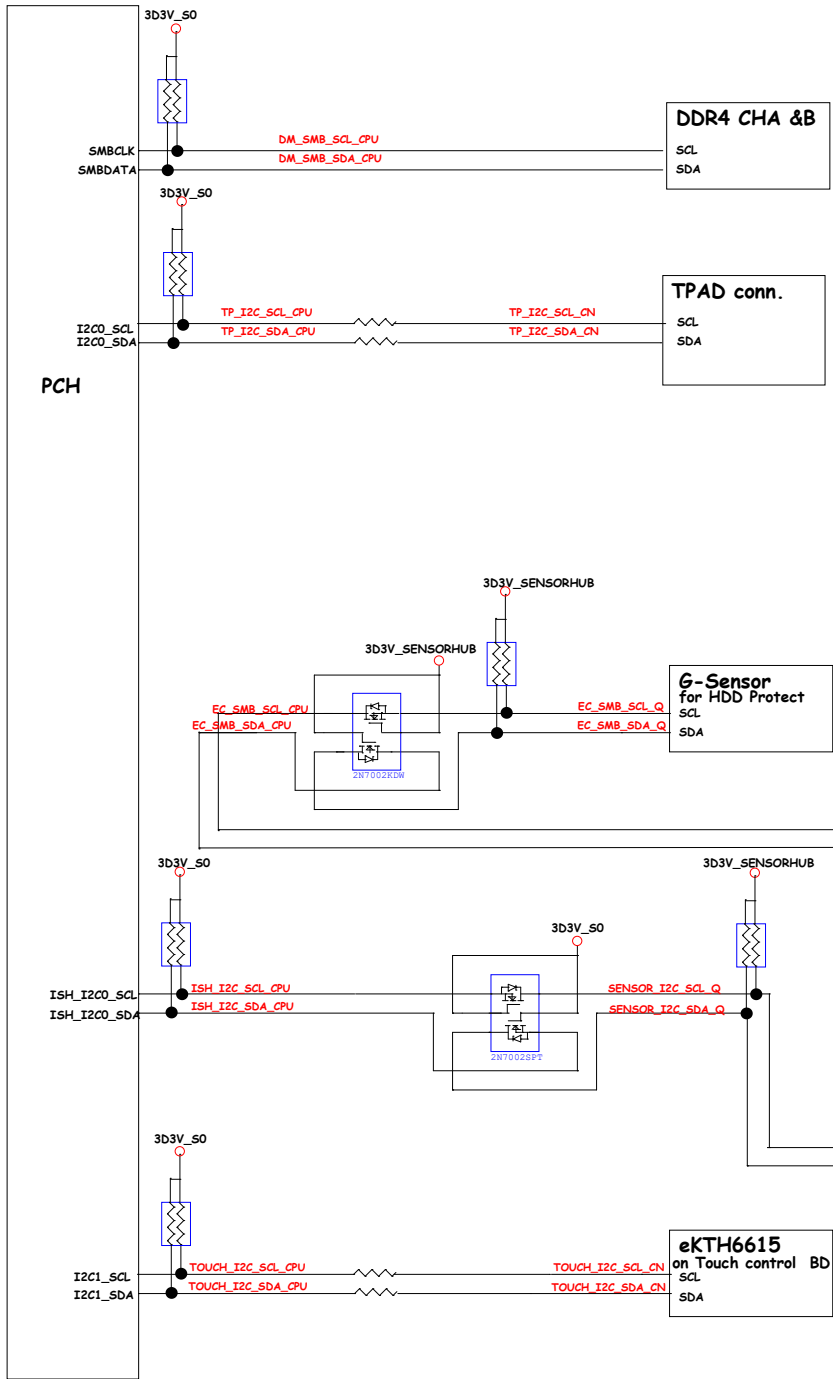 3D3V_S0
DDR4 CHA &B
DM_SMB_SCL_CPU
SMBCLK
SCL
DM_SMB_SDA_CPU
SMBDATA
SDA
3D3V_S0
TPAD conn.
TP_I2C_SCL_CPU
TP_I2C_SCL_CN
I2C0_SCL
SCL
TP_I2C_SDA_CPU
TP_I2C_SDA_CN
I2C0_SDA
SDA
PCH
3D3V_SENSORHUB
3D3V_SENSORHUB
G-Sensor
for HDD Protect
EC_SMB_SCL_CPU
EC_SMB_SCL_Q
SCL
EC_SMB_SDA_CPU
EC_SMB_SDA_Q
SDA
2N7002KDW
3D3V_S0
3D3V_SENSORHUB
3D3V_S0
ISH_I2C0_SCL
ISH_I2C_SCL_CPU
SENSOR_I2C_SCL_Q
ISH_I2C0_SDA
ISH_I2C_SDA_CPU
SENSOR_I2C_SDA_Q
2N7002SPT
3D3V_S0
eKTH6615
on Touch control BD
I2C1_SCL
TOUCH_I2C_SCL_CPU
TOUCH_I2C_SCL_CN
SCL
I2C1_SDA
TOUCH_I2C_SDA_CPU
TOUCH_I2C_SDA_CN
SDA